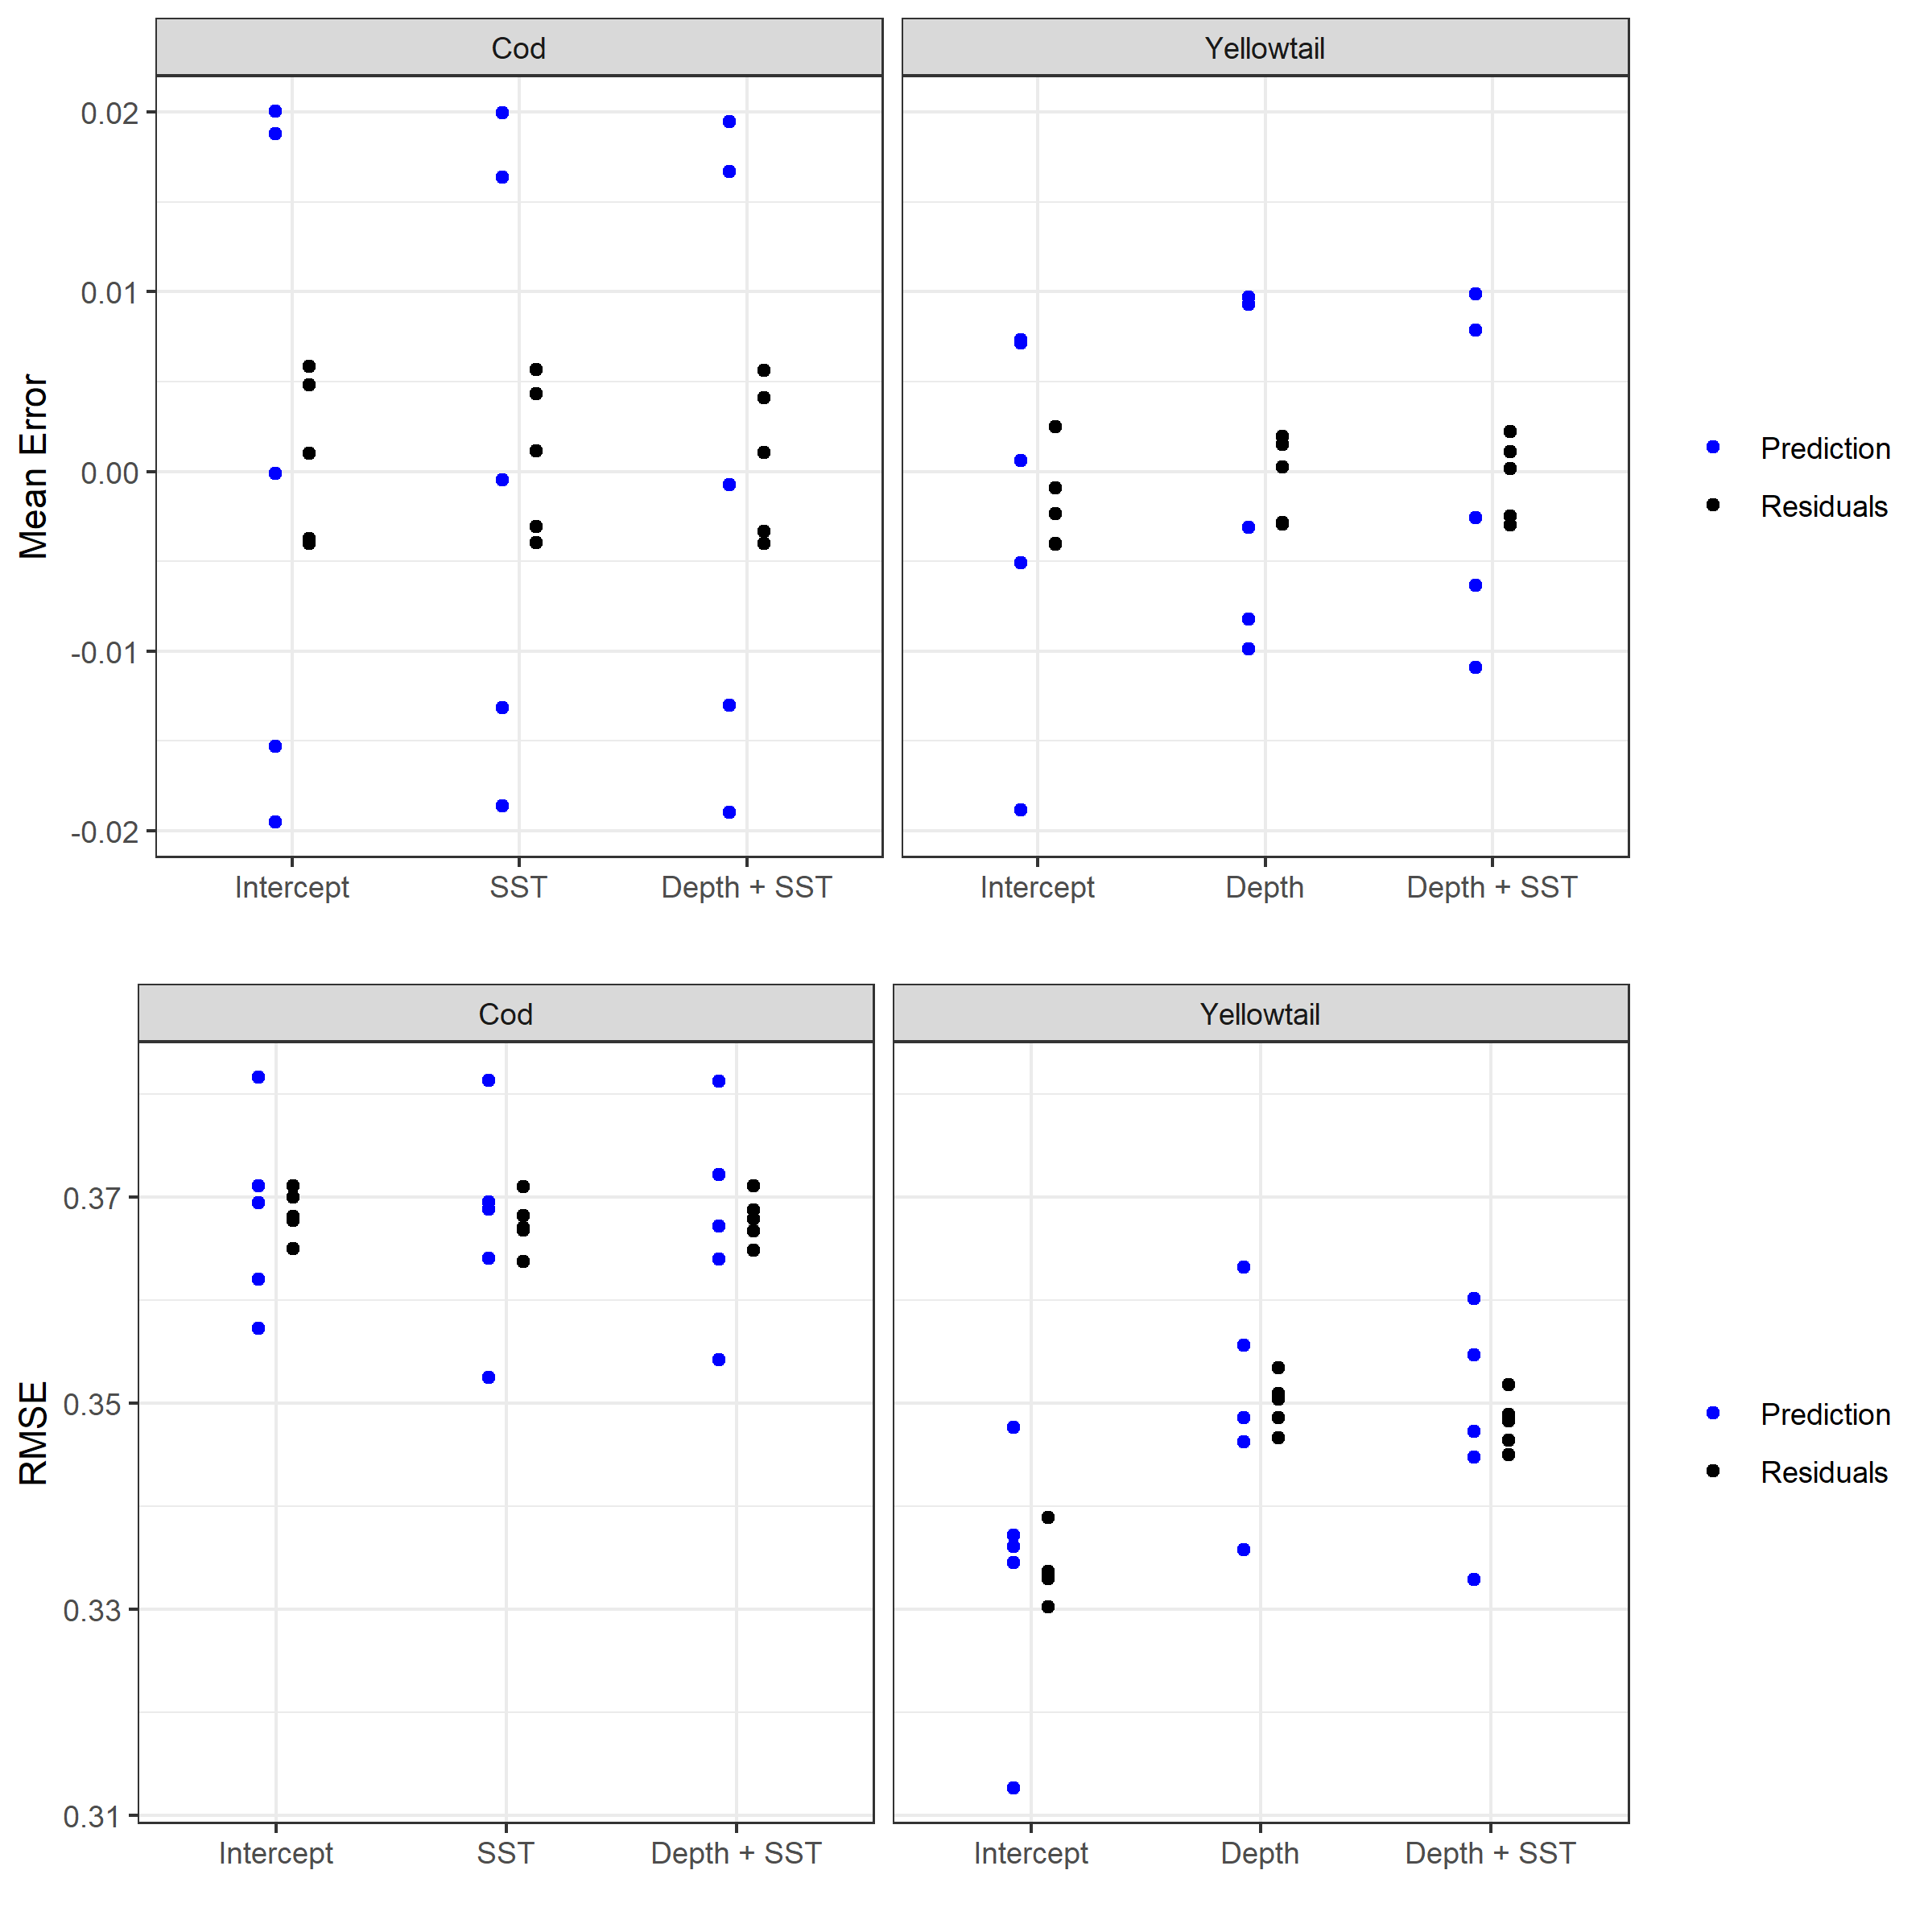 Cod
Yellowtail
0.02
0.01
0.00
-0.01
-0.02
Mean Error
Intercept
SST
Depth + SST
Intercept
Depth
Depth + SST
Prediction
Residuals
Cod
Yellowtail
0.37
0.35
0.33
0.31
RMSE
Intercept
SST
Depth + SST
Intercept
Depth
Depth + SST
Prediction
Residuals